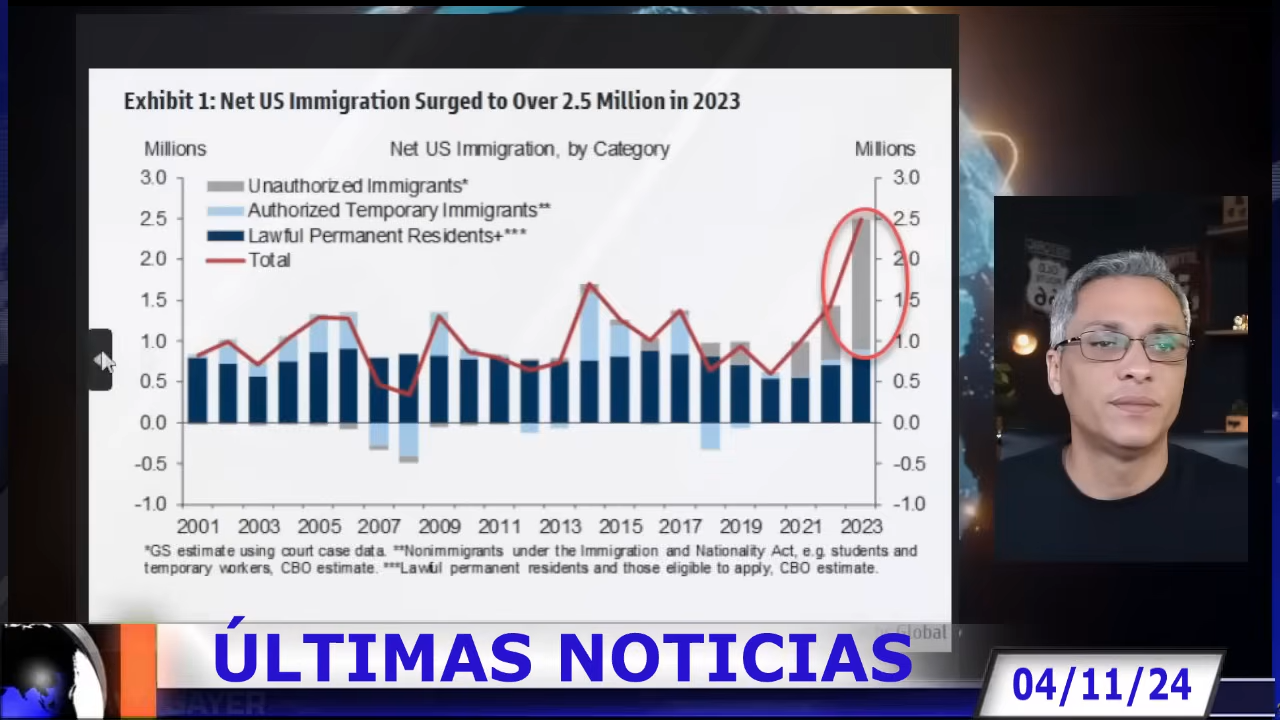 Exhibit 1: Net US Immigration Surged to Over 2.5 Million in 2023
Millions Net US Immigration, by Category Millions
3.0 3.0
Unauthorized Immigrants*
Authorized Temporary Immigrants**
2.5 2.5
Lawful Permanent Residents+***
2.0 Total 2.0
1.5 1.5
1.0 1.0
0.5 0.5
0.0 0.0
-0.5 -0.5
-1.0 -1.0
2001 2003 2005 2007 2009 2011 2013 2015 2017 2019 2021 2023
*GS estimate using court case data. **Nonimmigrants under the Immigration and Nationality Act, e.g. students and
temporary workers, CBO estimate. ***Lawful permanent residents and those eligible to apply, CBO estimate.
Global
ÚLTIMAS NOTICIAS
04/11/24